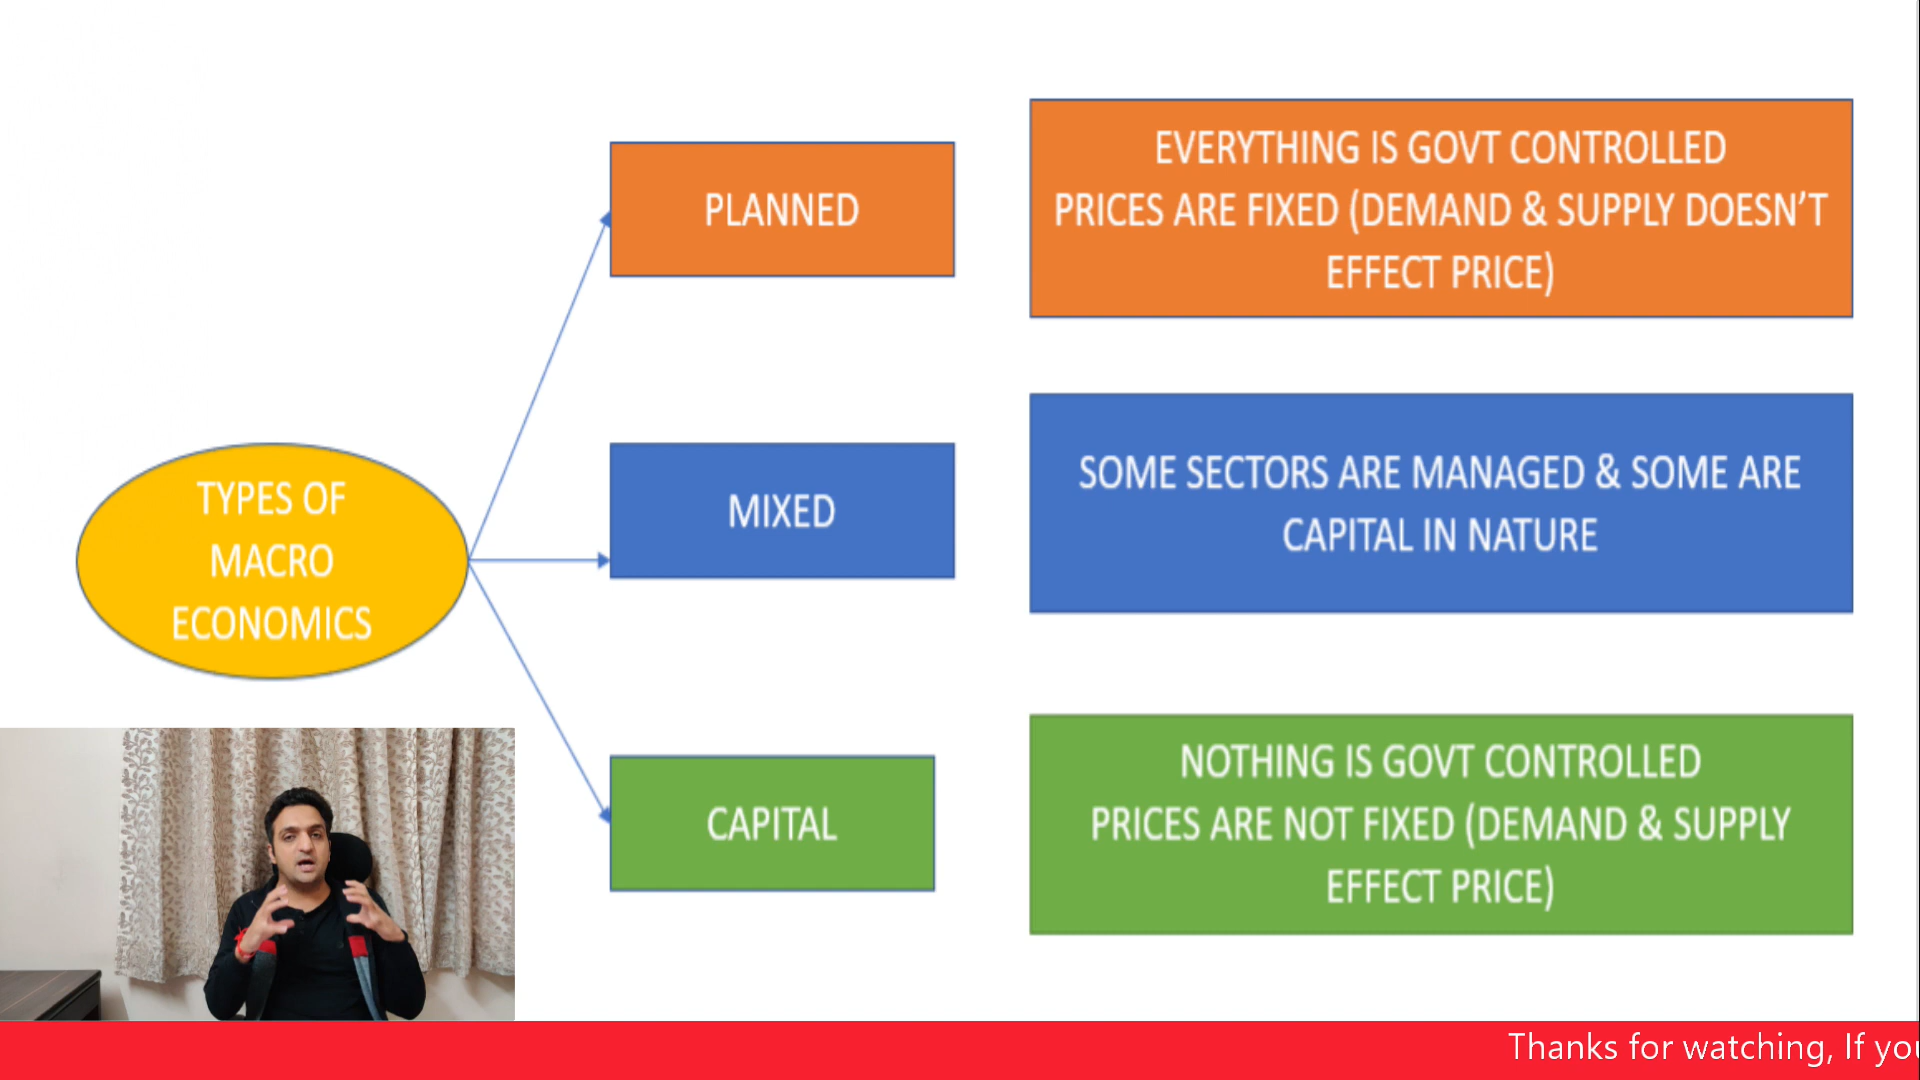 TYPES OF
MACRO
ECONOMICS
PLANNED
EVERYTHING IS GOVT CONTROLLED
PRICES ARE FIXED (DEMAND & SUPPLY DOESN’T
EFFECT PRICE)
MIXED
SOME SECTORS ARE MANAGED & SOME ARE
CAPITAL IN NATURE
CAPITAL
NOTHING IS GOVT CONTROLLED
PRICES ARE NOT FIXED (DEMAND & SUPPLY
EFFECT PRICE)
Thanks for watching, If you